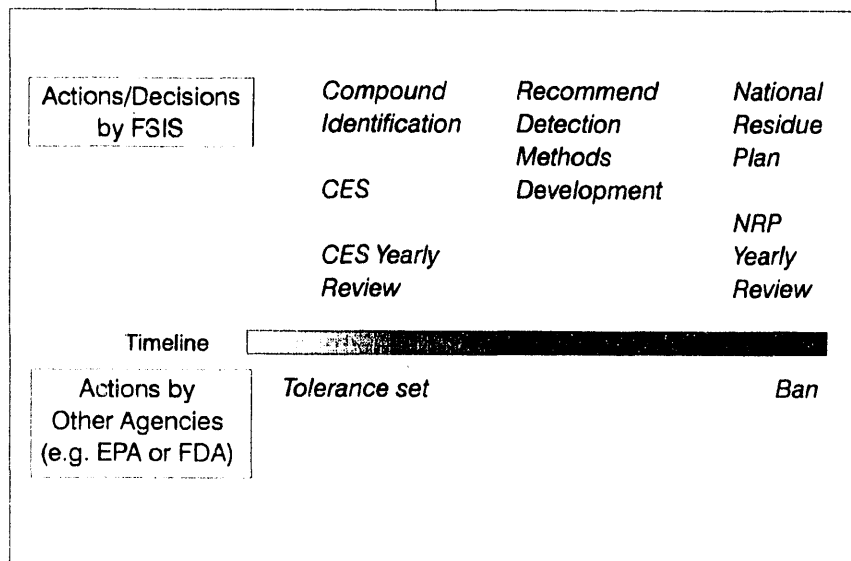 Actions/Decisions
by FSIS
Compound
Identification
CES
CES Yearly
Review
Recommend
Detection
Methods
Development
National
Residue
Plan
NRP
Yearly
Review
Timeline
Actions by
Other Agencies
(e.g. EPA or FDA)
Tolerance set
Ban